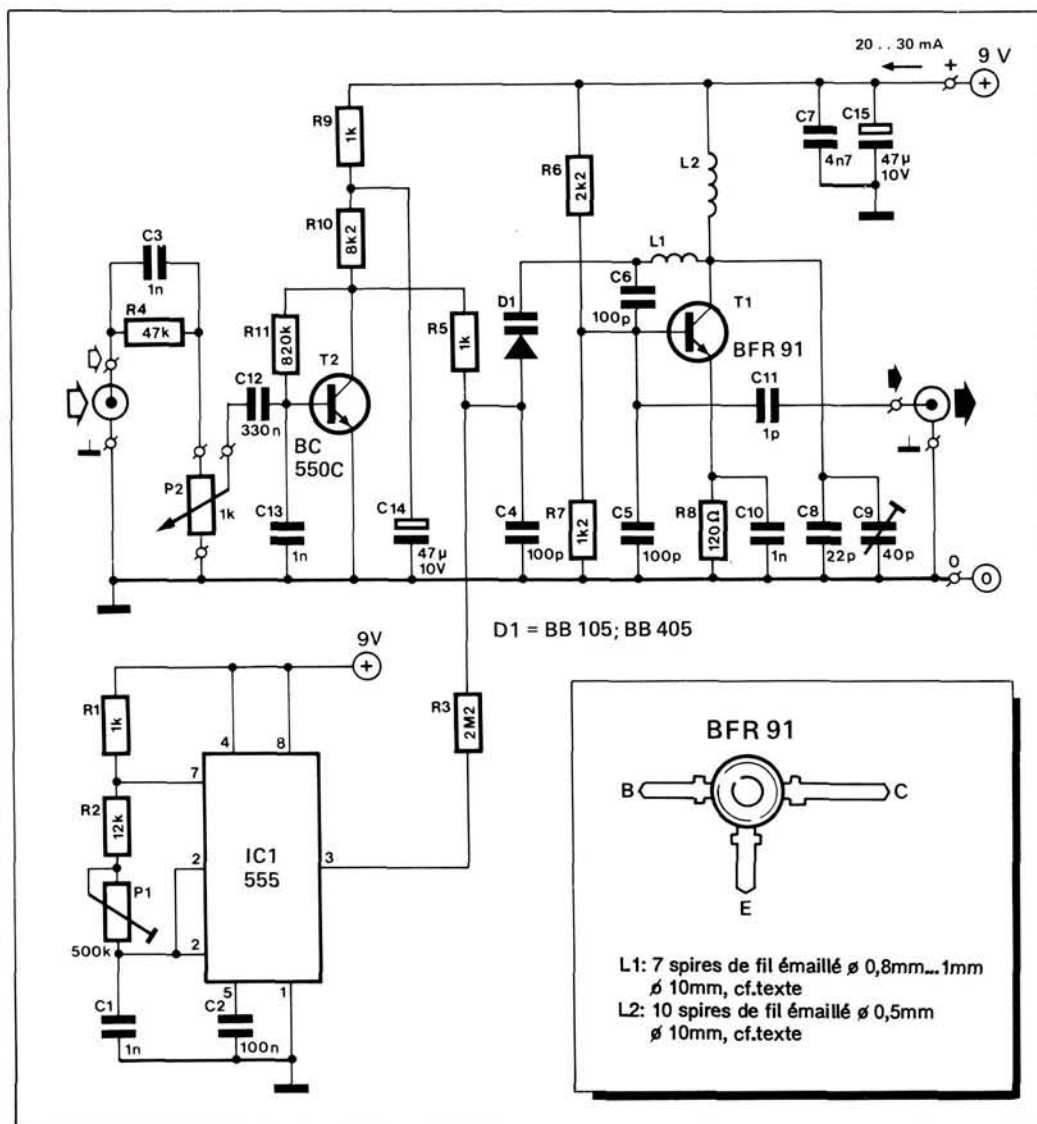 20 . . 30 mA
+
9 V
+
R9
1k
C7
4n7
C15
47µ
10V
R6
2k2
L2
R10
8k2
C3
1n
R4
47k
L1
C6
100p
D1
T1
BFR 91
R11
820k
T2
R5
1k
C12
330n
BC
550C
C11
1p
P2
1k
C13
1n
C14
47µ
10V
C4
100p
R7
1k2
C5
100p
R8
120Ω
C10
1n
C8
22p
C9
40p
0
0
D1 = BB 105; BB 405
9V
+
R1
1k
R3
2M2
4
8
7
R2
12k
2
IC1
555
3
P1
500k
2
5
1
C1
1n
C2
100n
BFR 91
B
C
E
L1: 7 spires de fil émaillé ø 0,8mm...1mm
ø 10mm, cf.texte
L2: 10 spires de fil émaillé ø 0,5mm
ø 10mm, cf.texte